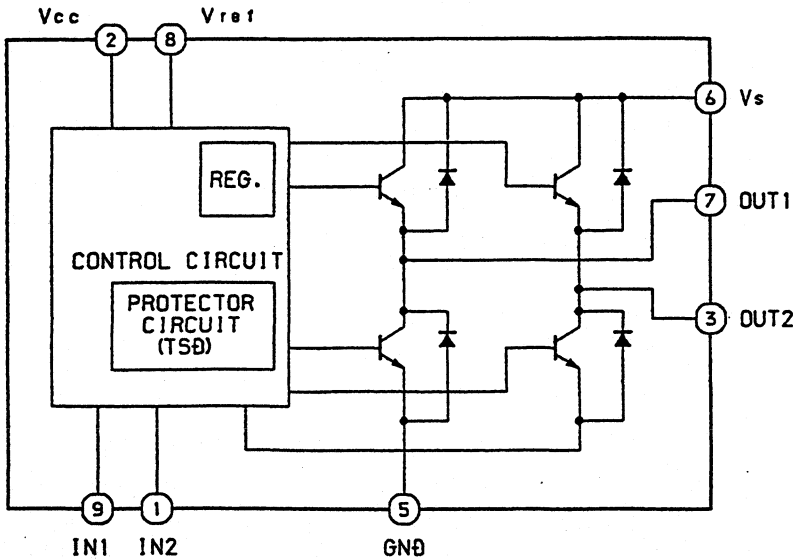 Vcc
Vref
2
8
6
Vs
REG.
7
OUT1
CONTROL CIRCUIT
PROTECTOR
CIRCUIT
(TSD)
3
OUT2
9
1
5
IN1
IN2
GND